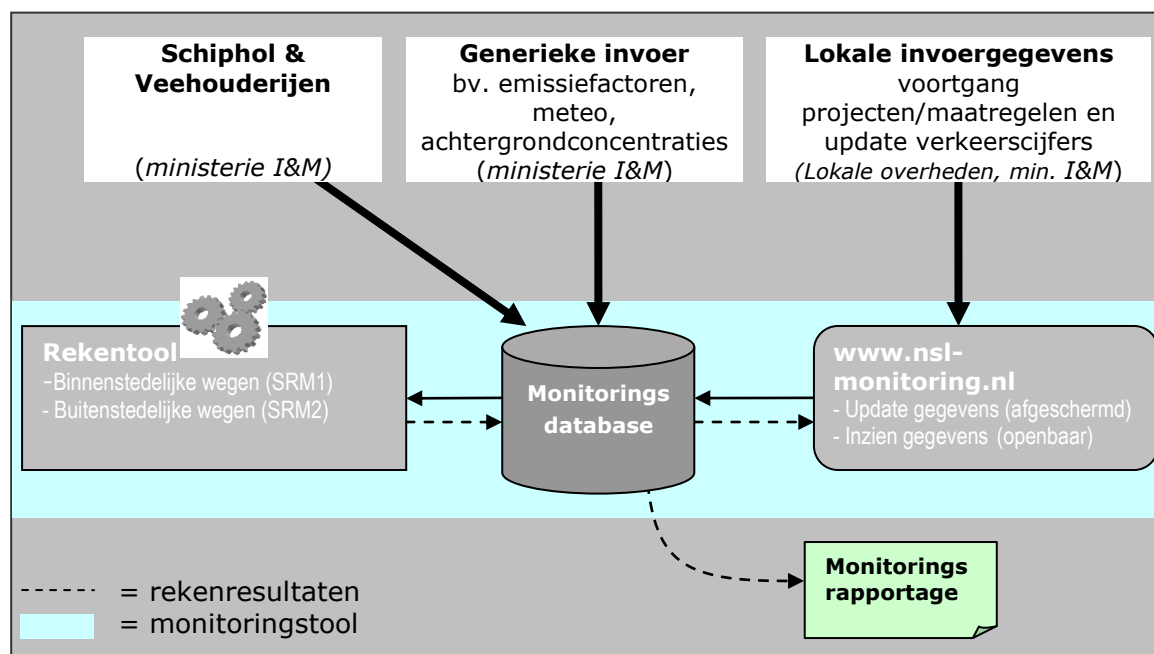 Schiphol &
Veehouderijen
(ministerie I&M)
Generieke invoer
bv. emissiefactoren,
meteo,
achtergrondconcentraties
(ministerie I&M)
Lokale invoergegevens
voortgang
projecten/maatregelen en
update verkeerscijfers
(Lokale overheden, min. I&M)
Rekentool
-Binnenstedelijke wegen (SRM1)
- Buitenstedelijke wegen (SRM2)
Monitorings
database
www.nsl-
monitoring.nl
- Update gegevens (afgeschermd)
- Inzien gegevens (openbaar)
Monitorings
rapportage
= rekenresultaten
= monitoringstool